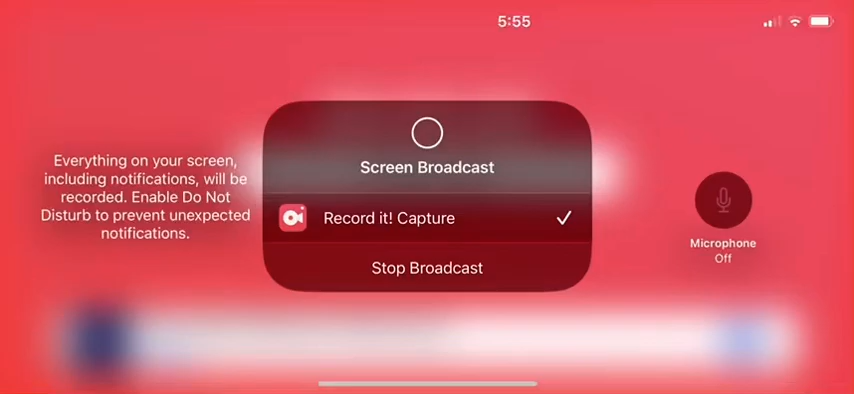 5:55
Everything on your screen,
including notifications, will be
recorded. Enable Do Not
Disturb to prevent unexpected
notifications.
Screen Broadcast
Record it! Capture
Stop Broadcast
Microphone
Off